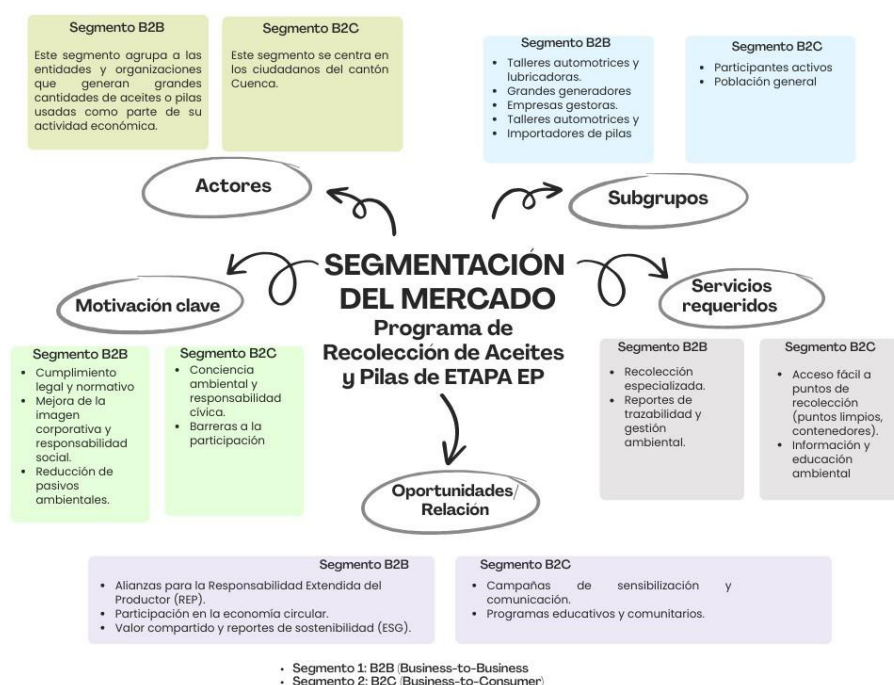 Segmento B2B
Este segmento agrupa a las
entidades y organizaciones
que generan grandes
cantidades de aceites o pilas
usadas como parte de su
actividad económica.
Segmento B2C
Este segmento se centra en
los ciudadanos del cantón
Cuenca.
Segmento B2B
• Talleres automotrices y
lubricadoras.
• Grandes generadores
• Empresas gestoras.
• Talleres automotrices y
• Importadores de pilas
Segmento B2C
• Participantes activos
• Población general
Actores
Subgrupos
SEGMENTACIÓN
DEL MERCADO
Programa de
Recolección de Aceites
y Pilas de ETAPA EP
Motivación clave
Servicios
requeridos
Segmento B2B
• Cumplimiento
legal y normativo
• Mejora de la
imagen
corporativa y
responsabilidad
social.
• Reducción de
pasivos
ambientales.
Segmento B2C
• Conciencia
ambiental y
responsabilidad
cívica.
• Barreras a la
participación
Segmento B2B
• Recolección
especializada.
• Reportes de
trazabilidad y
gestión
ambiental.
Segmento B2C
• Acceso fácil a
puntos de
recolección
(puntos limpios,
contenedores).
• Información y
educación
ambiental
Oportunidades/
Relación
Segmento B2B
• Alianzas para la Responsabilidad Extendida del
Productor (REP).
• Participación en la economía circular.
• Valor compartido y reportes de sostenibilidad (ESG).
Segmento B2C
• Campañas de sensibilización y
comunicación.
• Programas educativos y comunitarios.
• Segmento 1: B2B (Business-to-Business
• Segmento 2: B2C (Business-to-Consumer)